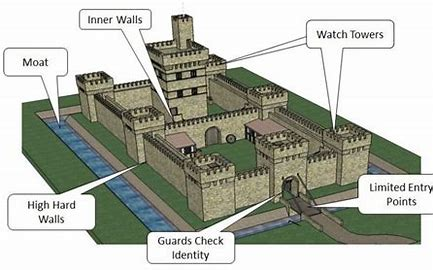 Inner Walls
Watch Towers
Moat
High Hard
Walls
Limited Entry
Points
Guards Check
Identity